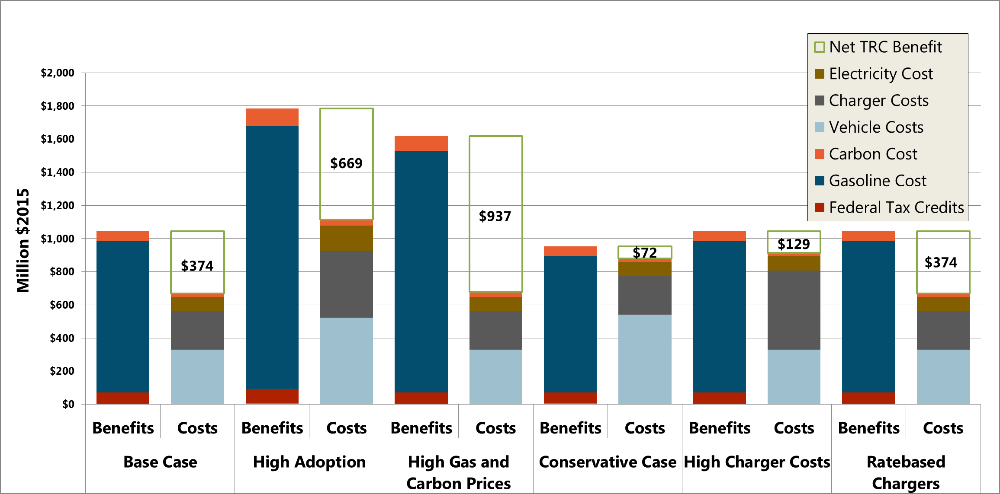 Net TRC Benefit
Electricity Cost
Charger Costs
Vehicle Costs
Carbon Cost
Gasoline Cost
Federal Tax Credits
Million $2015
$2,000
$1,800
$1,600
$1,400
$1,200
$1,000
$800
$600
$400
$200
$0
$374
$669
$937
$72
$129
$374
Benefits Costs Benefits Costs Benefits Costs Benefits Costs Benefits Costs Benefits Costs
Base Case
High Adoption
High Gas and
Carbon Prices
Conservative Case
High Charger Costs
Ratebased
Chargers